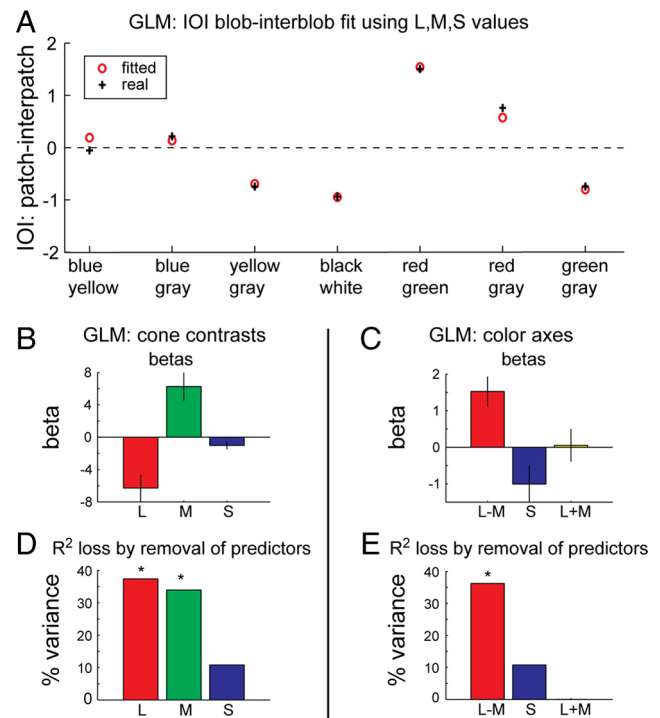 A
GLM: IOI blob-interblob fit using L,M,S values
IOI: patch-interpatch
2
1
0
-1
-2
fitted
real
blue yellow
blue gray
yellow gray
black white
red green
red gray
green gray
B
GLM: cone contrasts
betas
beta
8
4
0
-4
-8
L M S
C
GLM: color axes
betas
beta
2
1
0
-1
L-M S L+M
D
R² loss by removal of predictors
% variance
40
30
20
10
0
* *
L M S
E
R² loss by removal of predictors
% variance
40
30
20
10
0
*
L-M S L+M